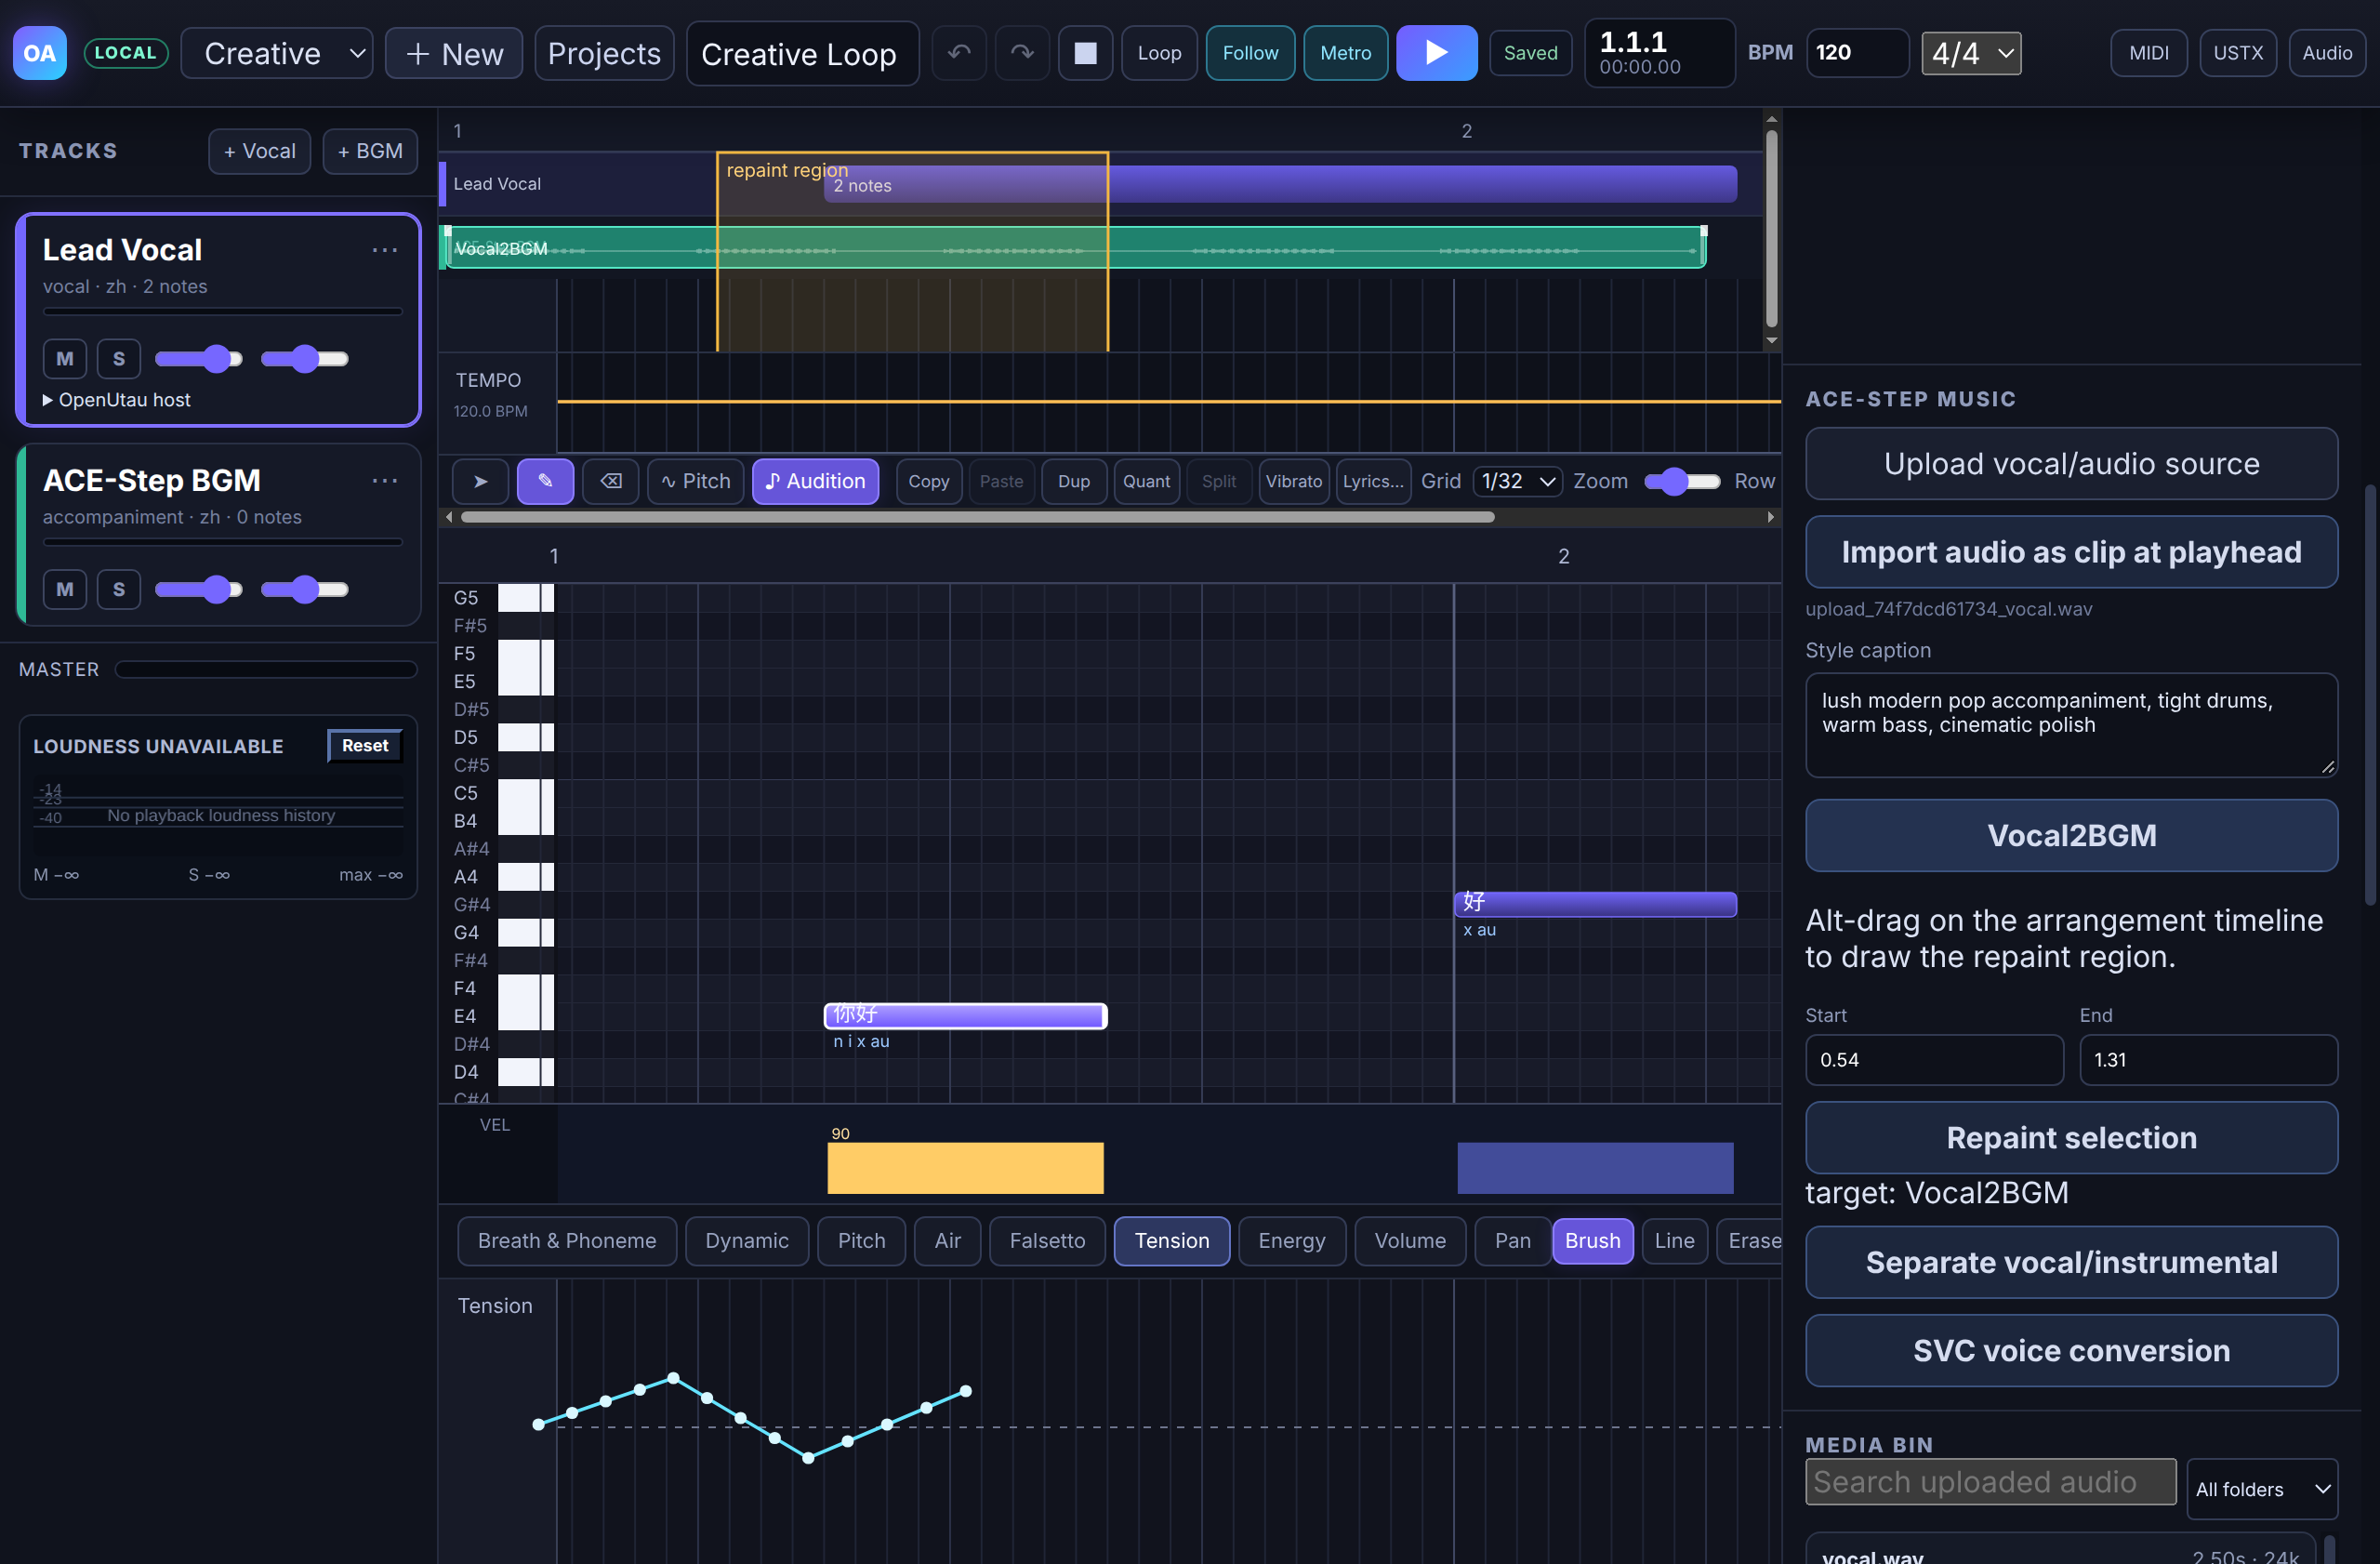 OA LOCAL Creative + New Projects Creative Loop Loop Follow Metro Saved 1.1.1 BPM 120 4/4 MIDI USTX Audio
00:00.00
TRACKS + Vocal + BGM
Lead Vocal
vocal · zh · 2 notes
M S
OpenUtau host
ACE-Step BGM
accompaniment · zh · 0 notes
M S
MASTER
LOUDNESS UNAVAILABLE Reset
-14
-23
-40 No playback loudness history
M −∞ S −∞ max −∞
1 2
repaint region
Lead Vocal 2 notes
Vocal2BGM
TEMPO
120.0 BPM
Pitch Audition Copy Paste Dup Quant Split Vibrato Lyrics... Grid 1/32 Zoom Row
1 2
G5
F#5
F5
E5
D#5
D5
C#5
C5
B4
A#4
A4
G#4 好
G4 x au
F#4
F4
E4 你好
D#4 n i x au
D4
C#4
VEL
90
Breath & Phoneme Dynamic Pitch Air Falsetto Tension Energy Volume Pan Brush Line Erase
Tension
ACE-STEP MUSIC
Upload vocal/audio source
Import audio as clip at playhead
upload_74f7dcd61734_vocal.wav
Style caption
lush modern pop accompaniment, tight drums,
warm bass, cinematic polish
Vocal2BGM
Alt-drag on the arrangement timeline
to draw the repaint region.
Start End
0.54 1.31
Repaint selection
target: Vocal2BGM
Separate vocal/instrumental
SVC voice conversion
MEDIA BIN
Search uploaded audio All folders
vocal.wav 2.50s · 24k